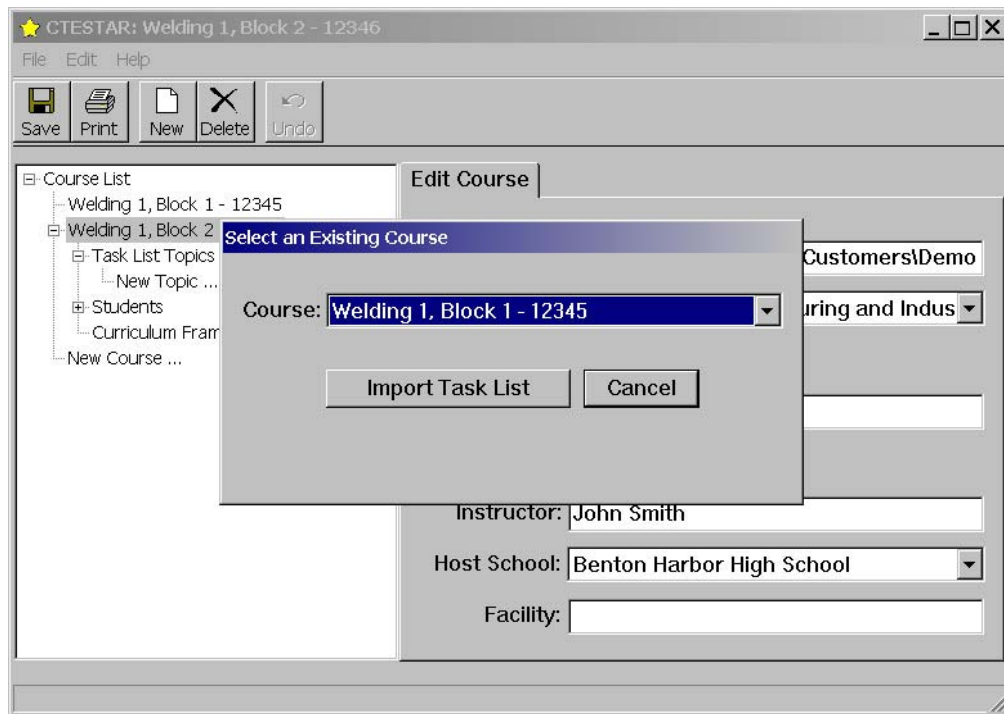 CTESTAR: Welding 1, Block 2 - 12346
File Edit Help
Save Print New Delete Undo
Course List
Welding 1, Block 1 - 12345
Welding 1, Block 2
Task List Topics
New Topic ...
Students
Curriculum Fram
New Course ...
Edit Course
Customers\Demo
uring and Indus
Select an Existing Course
Course: Welding 1, Block 1 - 12345
Import Task List Cancel
Instructor: John Smith
Host School: Benton Harbor High School
Facility: